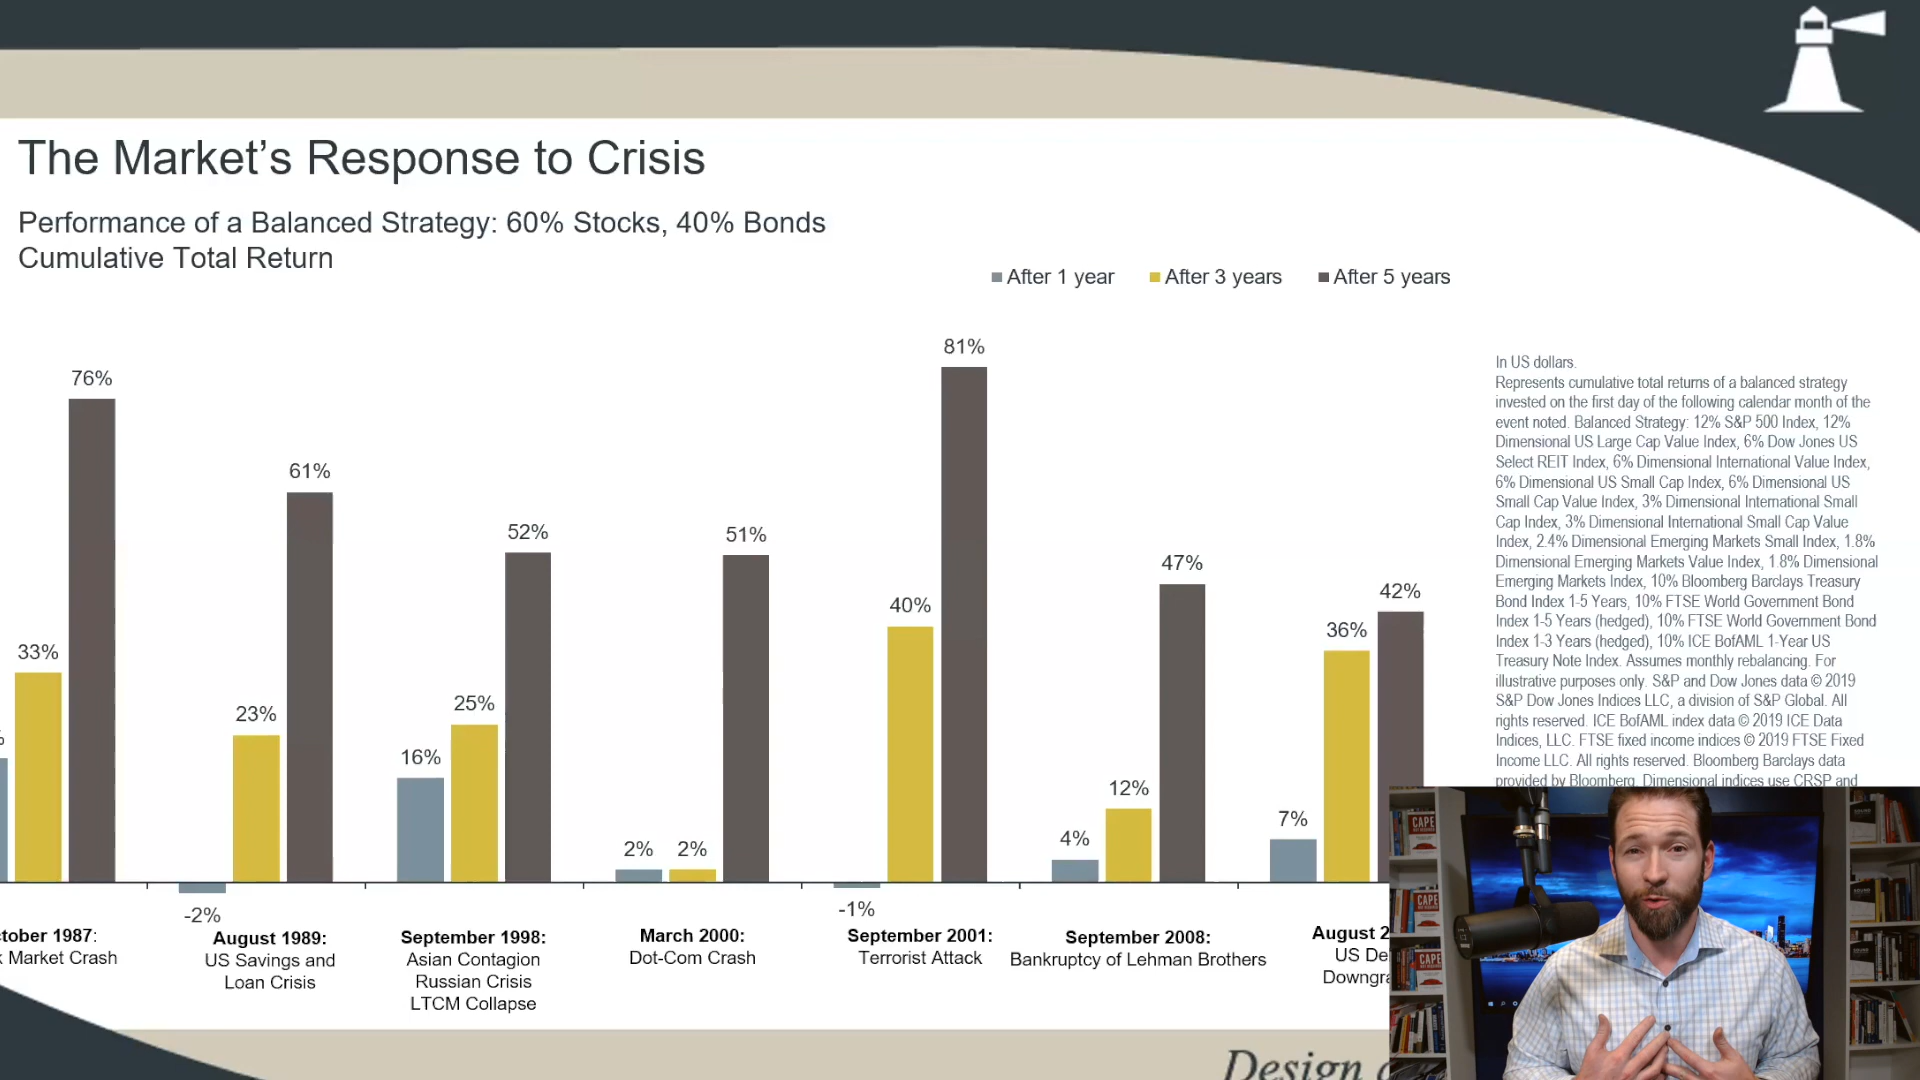 The Market’s Response to Crisis
Performance of a Balanced Strategy: 60% Stocks, 40% Bonds
Cumulative Total Return
After 1 year
After 3 years
After 5 years
33%
76%
-2%
23%
61%
16%
25%
52%
2%
2%
51%
-1%
40%
81%
4%
12%
47%
7%
36%
42%
1987:
Market Crash
August 1989:
US Savings and
Loan Crisis
September 1998:
Asian Contagion
Russian Crisis
LTCM Collapse
March 2000:
Dot-Com Crash
September 2001:
Terrorist Attack
September 2008:
Bankruptcy of Lehman Brothers
August
US
In US dollars.
Represents cumulative total returns of a balanced strategy
invested on the first day of the following calendar month of the
event noted. Balanced Strategy: 12% S&P 500 Index, 12%
Dimensional US Large Cap Value Index, 6% Dow Jones US
Select REIT Index, 6% Dimensional International Value Index,
6% Dimensional US Small Cap Index, 6% Dimensional US
Small Cap Value Index, 3% Dimensional International Small
Cap Index, 3% Dimensional International Small Cap Value
Index, 2.4% Dimensional Emerging Markets Small Index, 1.8%
Dimensional Emerging Markets Value Index, 1.8% Dimensional
Emerging Markets Index, 10% Bloomberg Barclays Treasury
Bond Index 1-5 Years, 10% FTSE World Government Bond
Index 1-5 Years (hedged), 10% FTSE World Government Bond
Index 1-3 Years (hedged), 10% ICE BofAML 1-Year US
Treasury Note Index. Assumes monthly rebalancing. For
illustrative purposes only. S&P and Dow Jones data © 2019
S&P Dow Jones Indices LLC, a division of S&P Global. All
rights reserved. ICE BofAML index data © 2019 ICE Data
Indices, LLC. FTSE fixed income indices © 2019 FTSE Fixed
Income LLC. All rights reserved. Bloomberg Barclays data
provided by Bloomberg. Dimensional indices use CRSP and
CAPE
CAPE
CAPE
Design